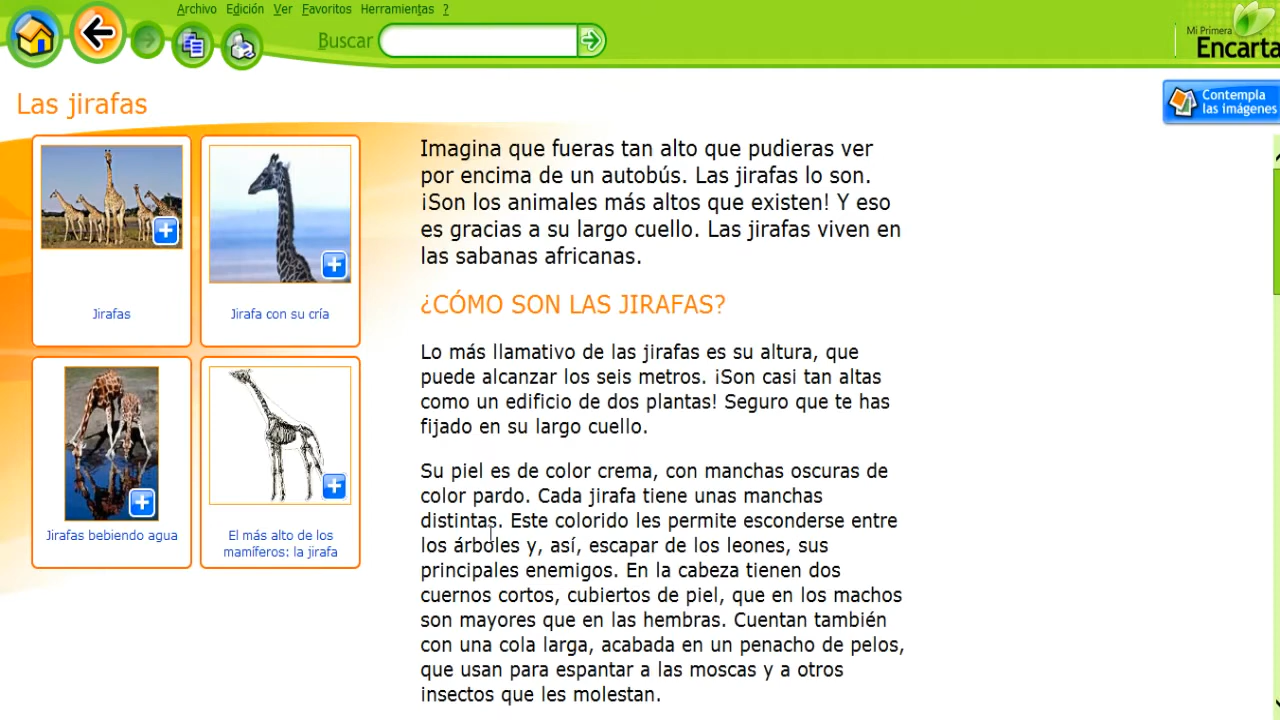 Archivo Edición Ver Favoritos Herramientas ?
Buscar
Mi Primera
Encarta
Contempla
las imágenes
Las jirafas
Jirafas
Jirafa con su cría
Jirafas bebiendo agua
El más alto de los
mamíferos: la jirafa
Imagina que fueras tan alto que pudieras ver
por encima de un autobús. Las jirafas lo son.
¡Son los animales más altos que existen! Y eso
es gracias a su largo cuello. Las jirafas viven en
las sabanas africanas.
¿CÓMO SON LAS JIRAFAS?
Lo más llamativo de las jirafas es su altura, que
puede alcanzar los seis metros. ¡Son casi tan altas
como un edificio de dos plantas! Seguro que te has
fijado en su largo cuello.
Su piel es de color crema, con manchas oscuras de
color pardo. Cada jirafa tiene unas manchas
distintas. Este colorido les permite esconderse entre
los árboles y, así, escapar de los leones, sus
principales enemigos. En la cabeza tienen dos
cuernos cortos, cubiertos de piel, que en los machos
son mayores que en las hembras. Cuentan también
con una cola larga, acabada en un penacho de pelos,
que usan para espantar a las moscas y a otros
insectos que les molestan.